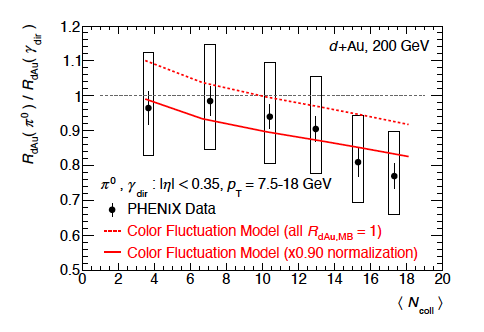 1.2
1.1
1
0.9
0.8
0.7
0.6
0.5
R_dAu(π⁰) / R_dAu(γ_dir)
d+Au, 200 GeV
π⁰, γ_dir : |η| < 0.35, p_T = 7.5-18 GeV
PHENIX Data
Color Fluctuation Model (all R_dAu,MB = 1)
Color Fluctuation Model (x0.90 normalization)
0 2 4 6 8 10 12 14 16 18 20
⟨ N_coll ⟩